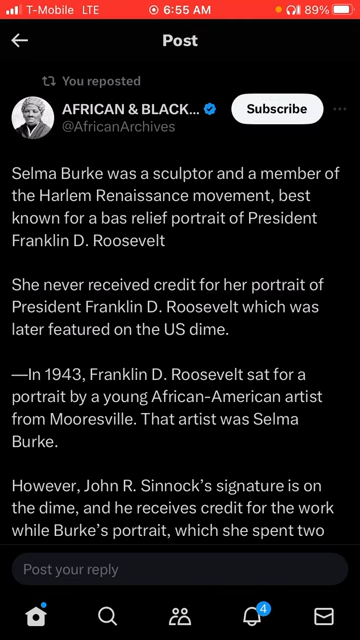 T-Mobile LTE 6:55 AM 89%
Post
You reposted
AFRICAN & BLACK... Subscribe
@AfricanArchives
Selma Burke was a sculptor and a member of
the Harlem Renaissance movement, best
known for a bas relief portrait of President
Franklin D. Roosevelt
She never received credit for her portrait of
President Franklin D. Roosevelt which was
later featured on the US dime.
—In 1943, Franklin D. Roosevelt sat for a
portrait by a young African-American artist
from Mooresville. That artist was Selma
Burke.
However, John R. Sinnock's signature is on
the dime, and he receives credit for the work
while Burke's portrait, which she spent two
Post your reply
4